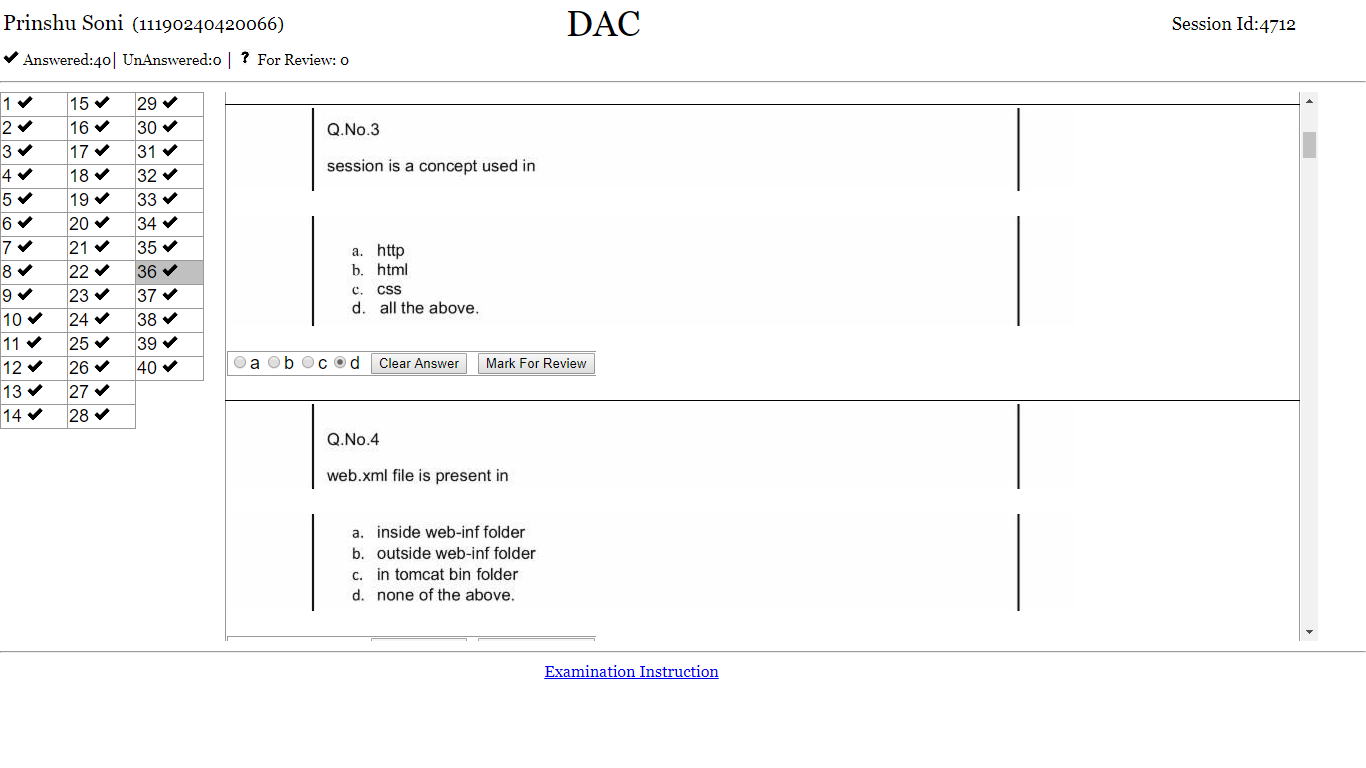 Prinshu Soni (11190240420066)
DAC
Session Id:4712
✔ Answered:40| UnAnswered:0 | ? For Review: 0
1 ✔ 15 ✔ 29 ✔
2 ✔ 16 ✔ 30 ✔
3 ✔ 17 ✔ 31 ✔
4 ✔ 18 ✔ 32 ✔
5 ✔ 19 ✔ 33 ✔
6 ✔ 20 ✔ 34 ✔
7 ✔ 21 ✔ 35 ✔
8 ✔ 22 ✔ 36 ✔
9 ✔ 23 ✔ 37 ✔
10 ✔ 24 ✔ 38 ✔
11 ✔ 25 ✔ 39 ✔
12 ✔ 26 ✔ 40 ✔
13 ✔ 27 ✔
14 ✔ 28 ✔
Q.No.3
session is a concept used in
a. http
b. html
c. css
d. all the above.
a b c d Clear Answer Mark For Review
Q.No.4
web.xml file is present in
a. inside web-inf folder
b. outside web-inf folder
c. in tomcat bin folder
d. none of the above.
Examination Instruction